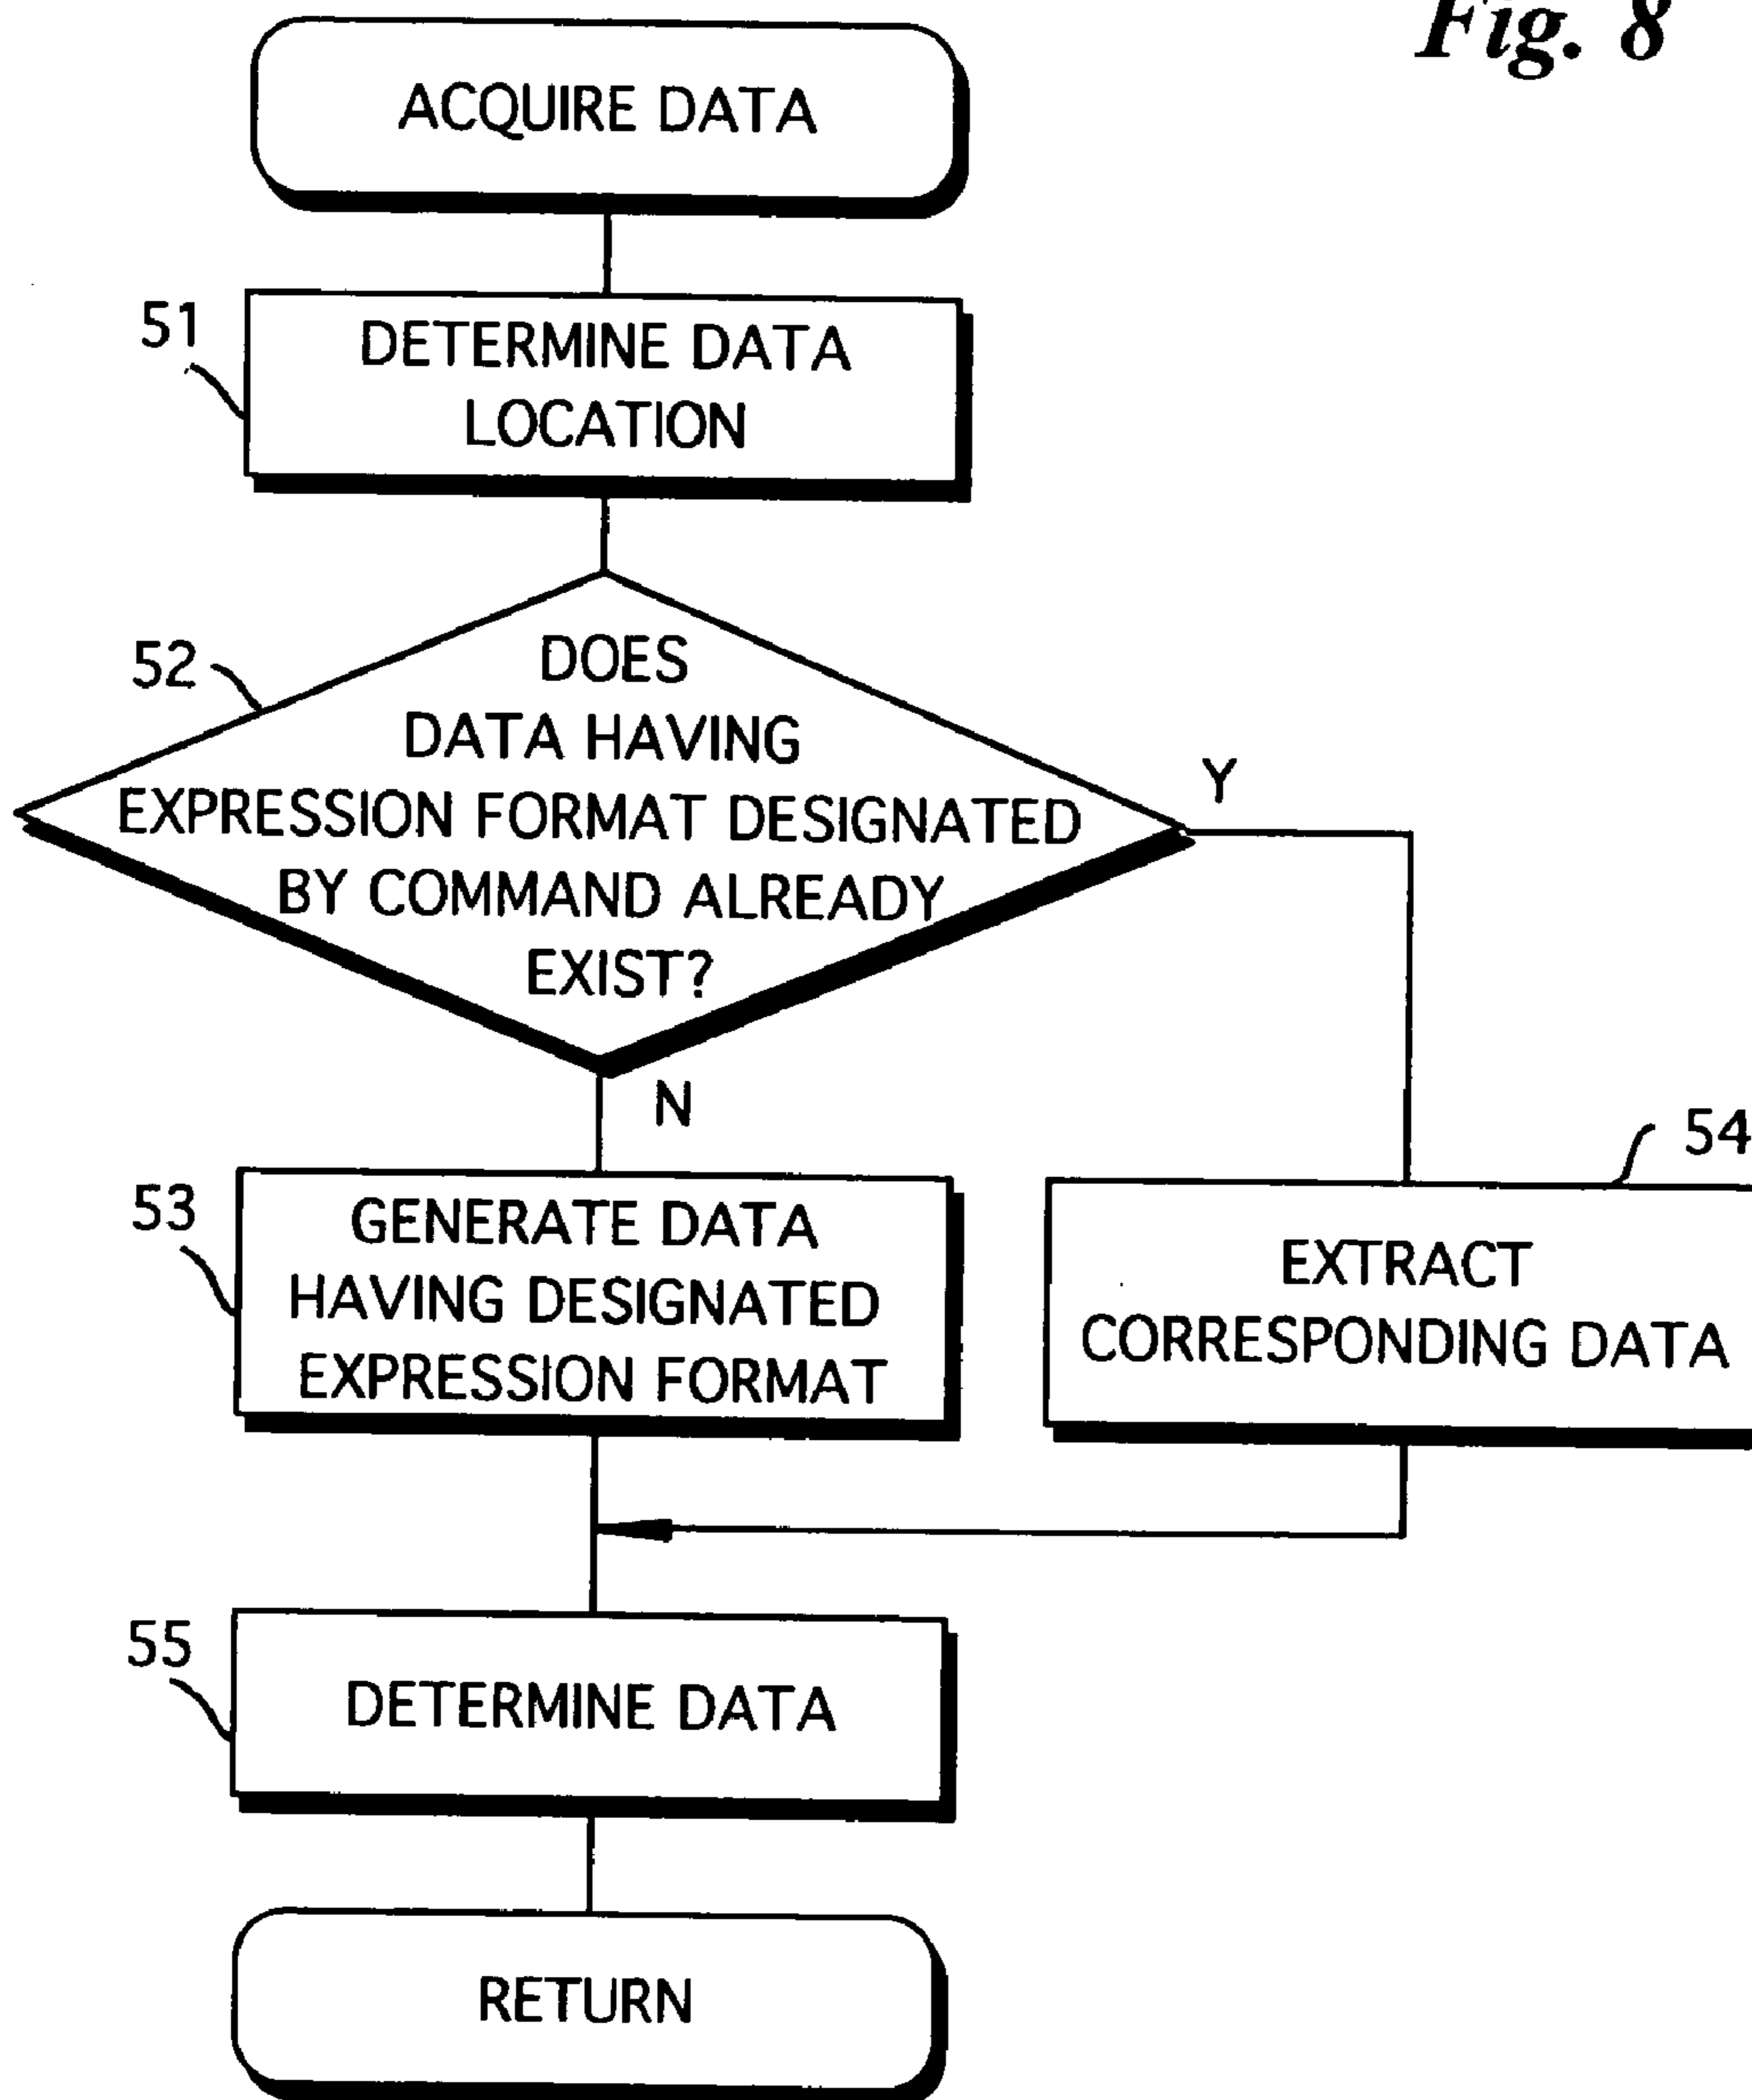 Fig. 8
ACQUIRE DATA
51
DETERMINE DATA
LOCATION
52
DOES
DATA HAVING
EXPRESSION FORMAT DESIGNATED
BY COMMAND ALREADY
EXIST?
Y
N
53
GENERATE DATA
HAVING DESIGNATED
EXPRESSION FORMAT
54
EXTRACT
CORRESPONDING DATA
55
DETERMINE DATA
RETURN